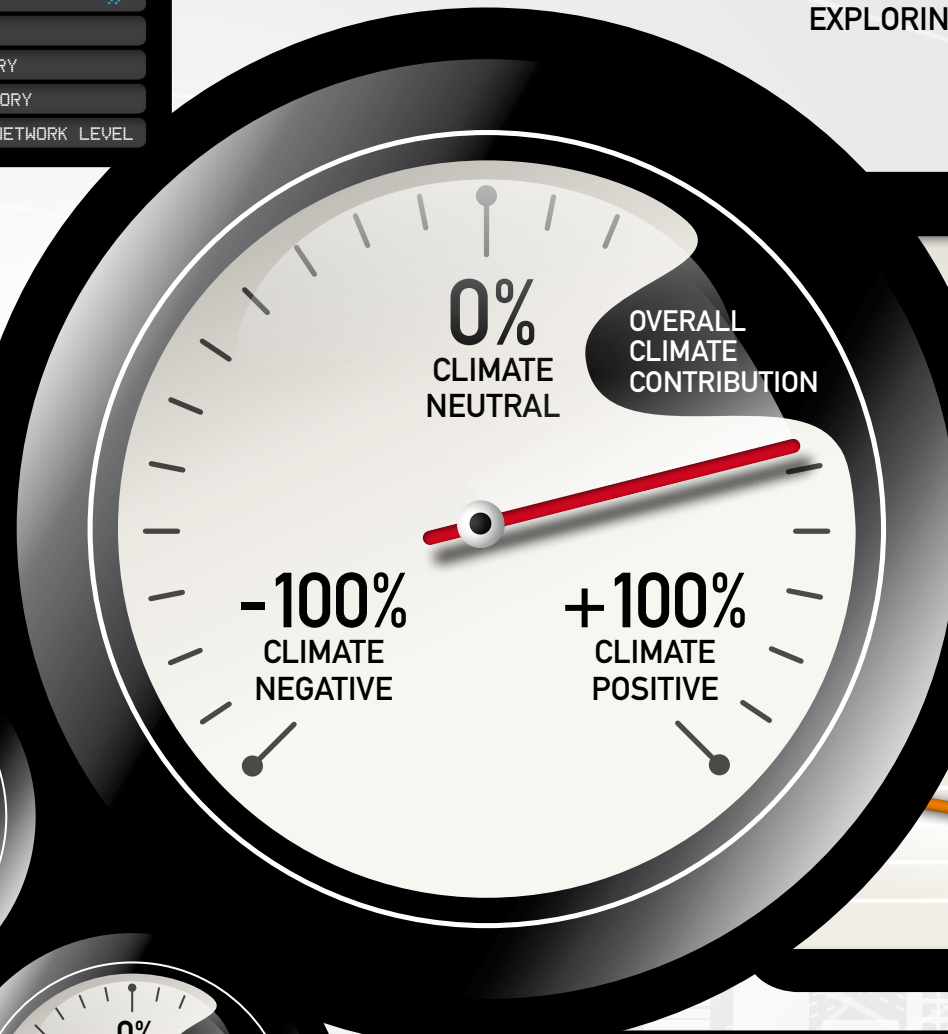 EXPLORIN
RY
ORY
NETWORK LEVEL
0%
CLIMATE
NEUTRAL
OVERALL
CLIMATE
CONTRIBUTION
-100%
CLIMATE
NEGATIVE
+100%
CLIMATE
POSITIVE
0%